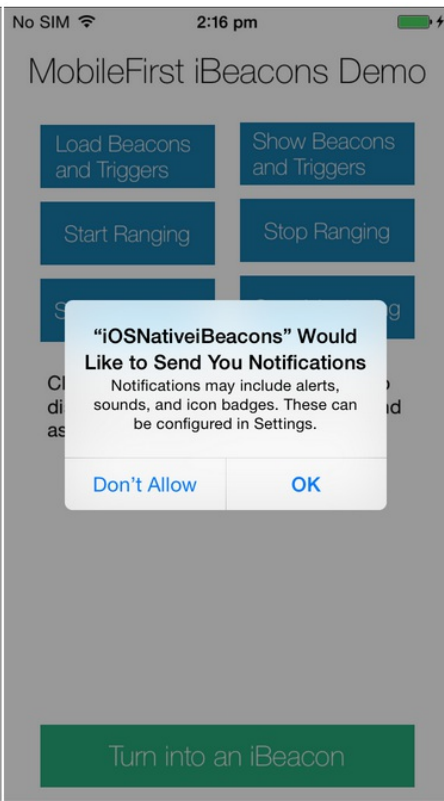 No SIM 2:16 pm
MobileFirst iBeacons Demo
Load Beacons
and Triggers
Show Beacons
and Triggers
Start Ranging
Stop Ranging
“iOSNativeiBeacons” Would
Like to Send You Notifications
Notifications may include alerts,
sounds, and icon badges. These can
be configured in Settings.
Don’t Allow
OK
Turn into an iBeacon